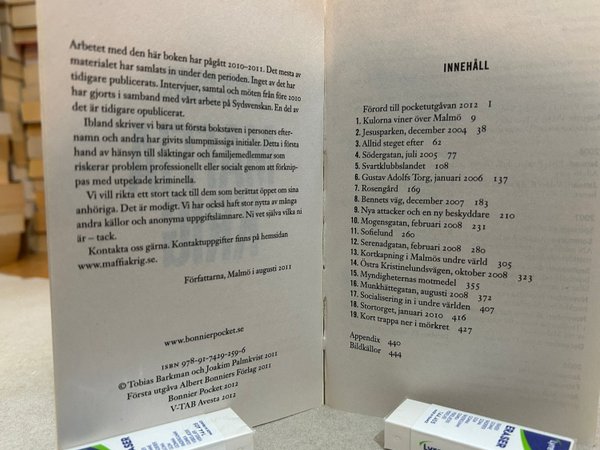 Arbetet med den här boken har pågått 2010–2011. Det mesta av
materialet har samlats in under den perioden. Inget av det har
tidigare publicerats. Intervjuer, samtal och möten från före 2010
har gjorts i samband med vårt arbete på Sydsvenskan. En del av
det är tidigare opublicerat.
Ibland skriver vi bara ut första bokstaven i personers efter-
namn och andra har givits slumpmässiga initialer. Detta i första
hand av hänsyn till släktingar och familjemedlemmar som
riskerar problem professionellt eller socialt genom att förknip-
pas med utpekade kriminella.
Vi vill rikta ett stort tack till dem som berättat öppet om sina
anhöriga. Det är modigt. Vi har också haft stor nytta av många
andra källor och anonyma uppgiftslämnare. Ni vet själva vilka ni
är – tack.
Kontakta oss gärna. Kontaktuppgifter finns på hemsidan
www.maffiakrig.se.
Författarna, Malmö i augusti 2011
www.bonnierpocket.se
ISBN 978-91-7429-259-6
© Tobias Barkman och Joakim Palmkvist 2011
Första utgåva Albert Bonniers Förlag 2011
Bonnier Pocket 2012
V-TAB Avesta 2012
INNEHÅLL
Förord till pocketutgåvan 2012 I
1. Kulorna viner över Malmö 9
2. Jesusparken, december 2004 38
3. Alltid steget efter 62
4. Södergatan, juli 2005 77
5. Svartklubbslandet 108
6. Gustav Adolfs Torg, januari 2006 137
7. Rosengård 169
8. Bennets väg, december 2007 183
9. Nya attacker och en ny beskyddare 210
10. Mogensgatan, februari 2008 231
11. Sofielund 260
12. Serenadgatan, februari 2008 280
13. Kortkapning i Malmös undre värld 305
14. Östra Kristinelundsvägen, oktober 2008 323
15. Myndigheternas motmedel 355
16. Munkhättegatan, augusti 2008 372
17. Socialisering in i undre världen 407
18. Stortorget, januari 2010 416
19. Kort trappa ner i mörkret 427
Appendix 440
Bildkällor 444
ERASER
ERASER